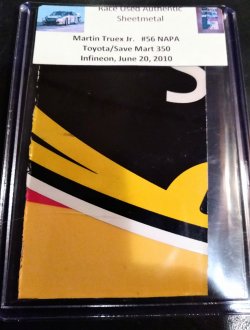 Race Used Authentic
Sheetmetal
Martin Truex Jr. #56 NAPA
Toyota/Save Mart 350
Infineon, June 20, 2010
S